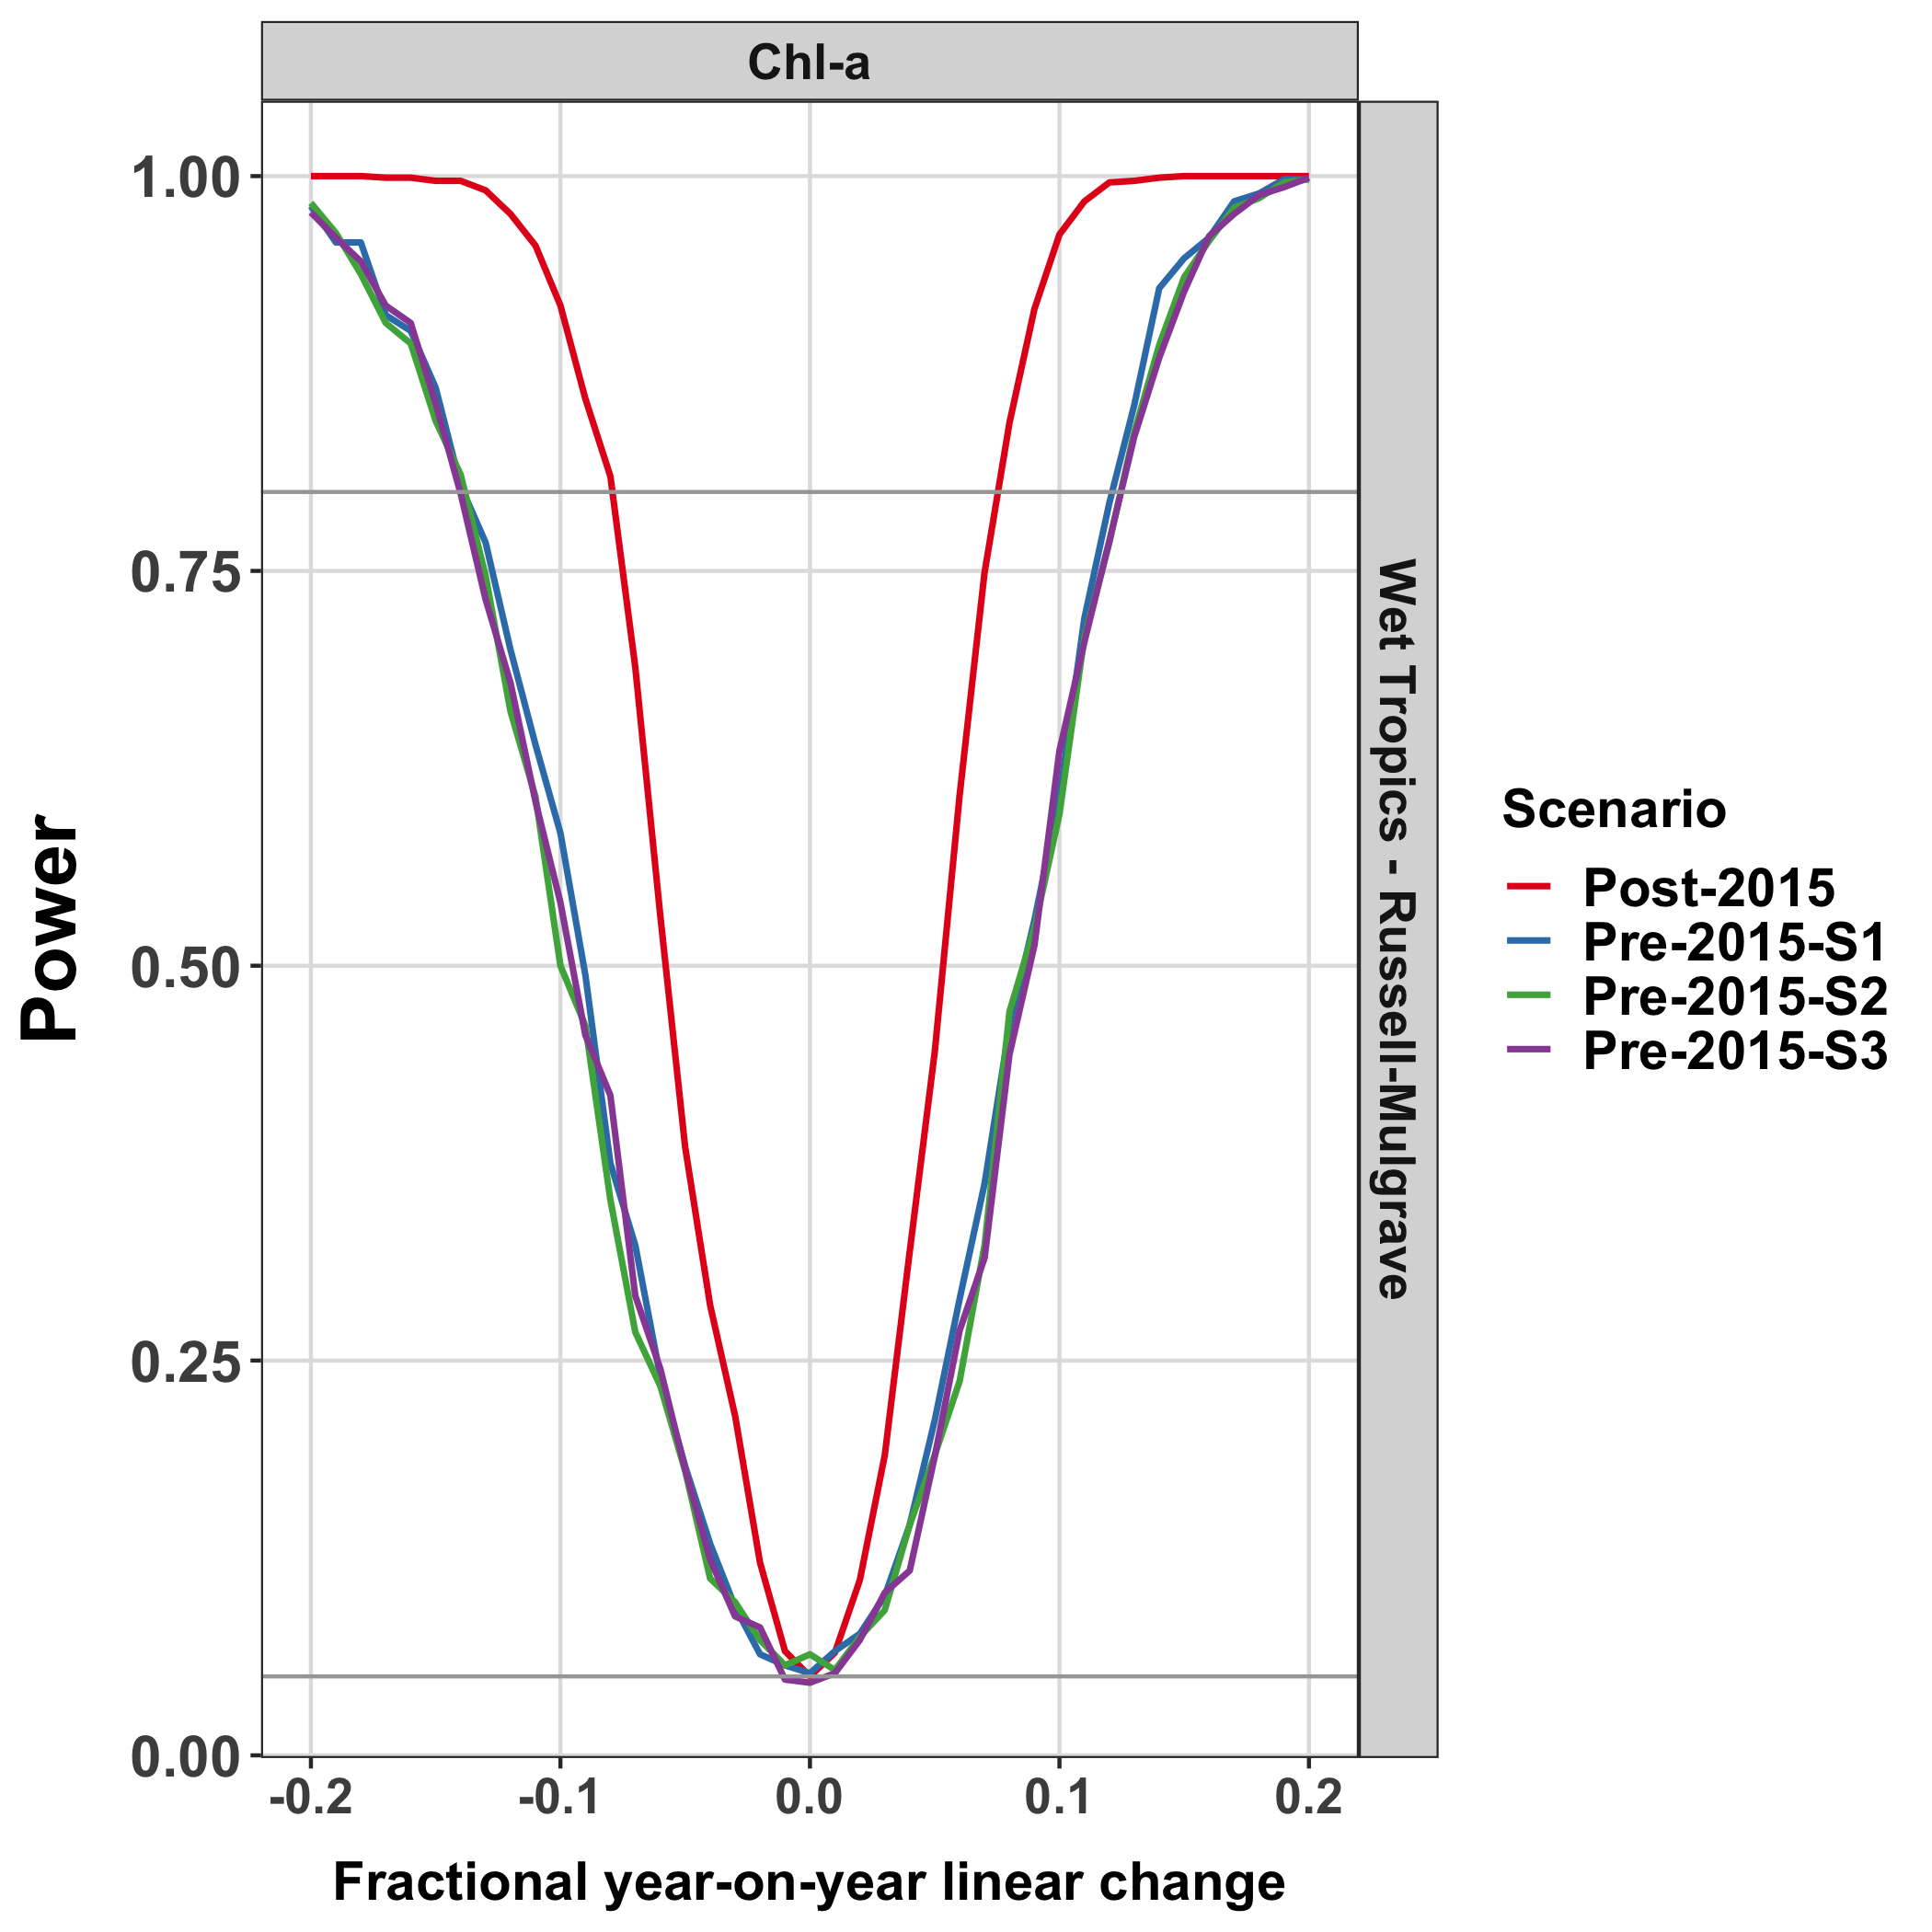 Chl-a
Wet Tropics - Russell-Mulgrave
Power
1.00
0.75
0.50
0.25
0.00
-0.2
-0.1
0.0
0.1
0.2
Fractional year-on-year linear change
Scenario
Post-2015
Pre-2015-S1
Pre-2015-S2
Pre-2015-S3